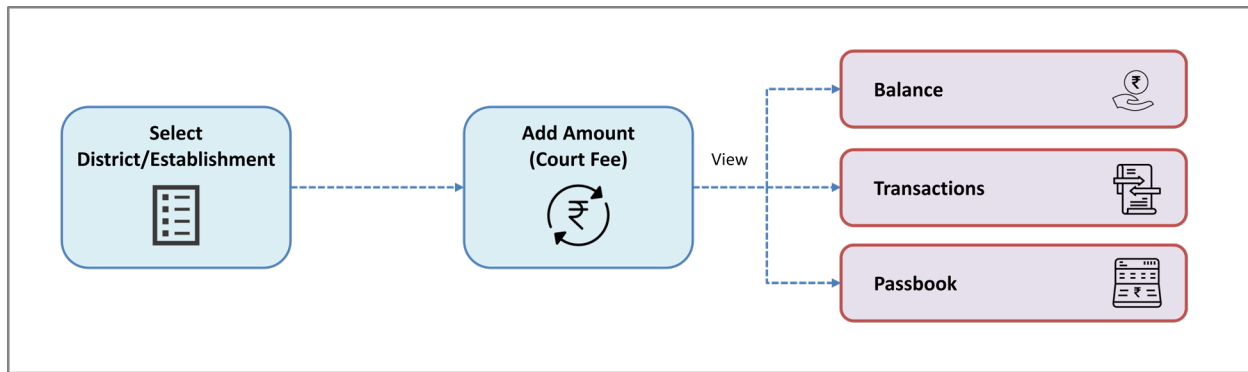 Select
District/Establishment
Add Amount
(Court Fee)
₹
View
Balance
₹
Transactions
Passbook
₹